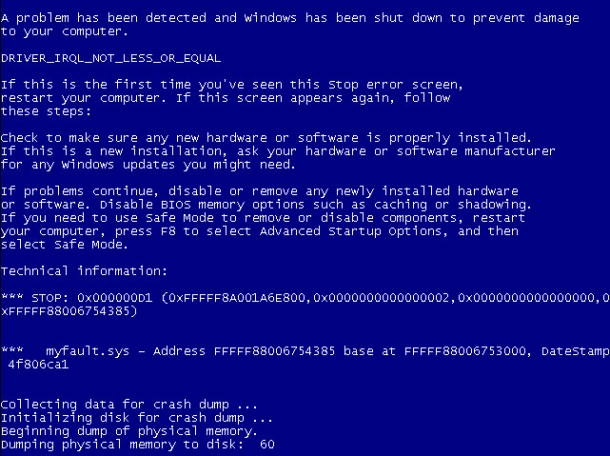 A problem has been detected and Windows has been shut down to prevent damage
to your computer.
DRIVER_IRQL_NOT_LESS_OR_EQUAL
If this is the first time you've seen this Stop error screen,
restart your computer. If this screen appears again, follow
these steps:
Check to make sure any new hardware or software is properly installed.
If this is a new installation, ask your hardware or software manufacturer
for any Windows updates you might need.
If problems continue, disable or remove any newly installed hardware
or software. Disable BIOS memory options such as caching or shadowing.
If you need to use Safe Mode to remove or disable components, restart
your computer, press F8 to select Advanced Startup Options, and then
select Safe Mode.
Technical information:
*** STOP: 0x000000D1 (0xFFFFF8A001A6E800,0x0000000000000002,0x0000000000000000,0
xFFFFF88006754385)
*** myfault.sys - Address FFFFF88006754385 base at FFFFF88006753000, DateStamp
4f806ca1
Collecting data for crash dump ...
Initializing disk for crash dump ...
Beginning dump of physical memory.
Dumping physical memory to disk: 60